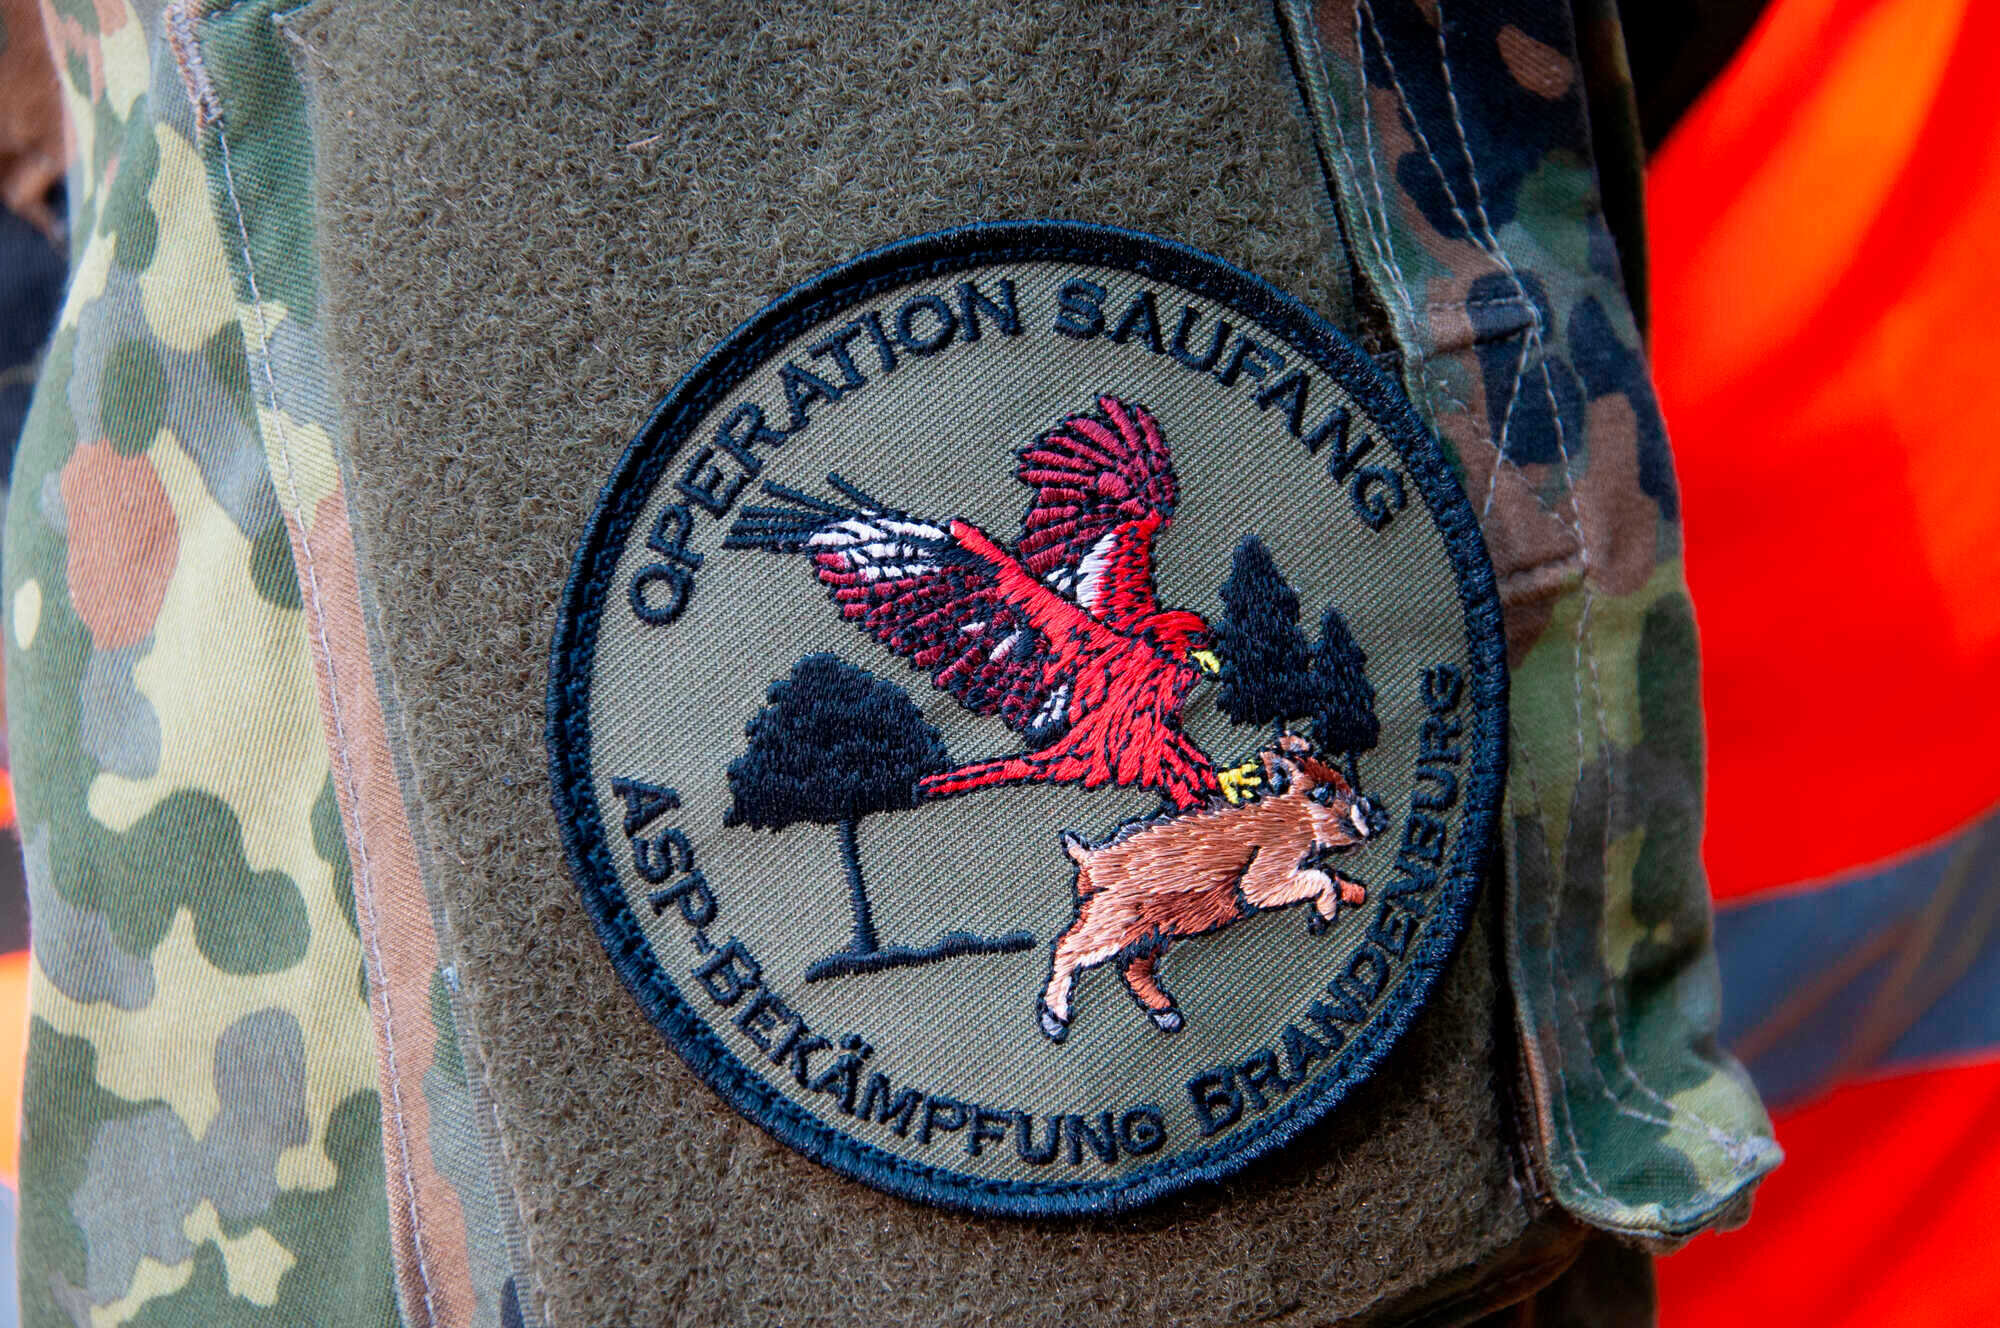 OPERATION SAUFANG
ASP-BEKÄMPFUNG BRANDENBURG